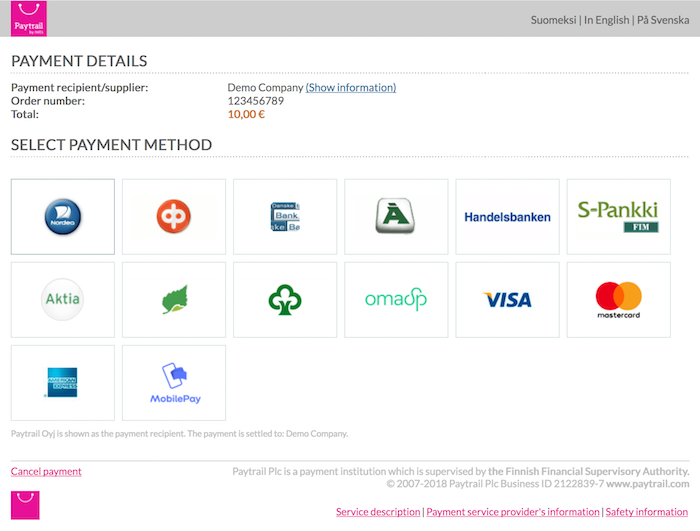 Paytrail
by nets
Suomeksi | In English | På Svenska
PAYMENT DETAILS
Payment recipient/supplier: Demo Company (Show information)
Order number: 123456789
Total: 10,00 €
SELECT PAYMENT METHOD
Nordea
Danske
Bank
ske Ba
Handelsbanken
S-Pankki
FIM
Aktia
omasp
VISA
mastercard
AMERICAN
EXPRESS
MobilePay
Paytrail Oyj is shown as the payment recipient. The payment is settled to: Demo Company.
Cancel payment
Paytrail Plc is a payment institution which is supervised by the Finnish Financial Supervisory Authority.
© 2007-2018 Paytrail Plc Business ID 2122839-7 www.paytrail.com
Service description | Payment service provider's information | Safety information